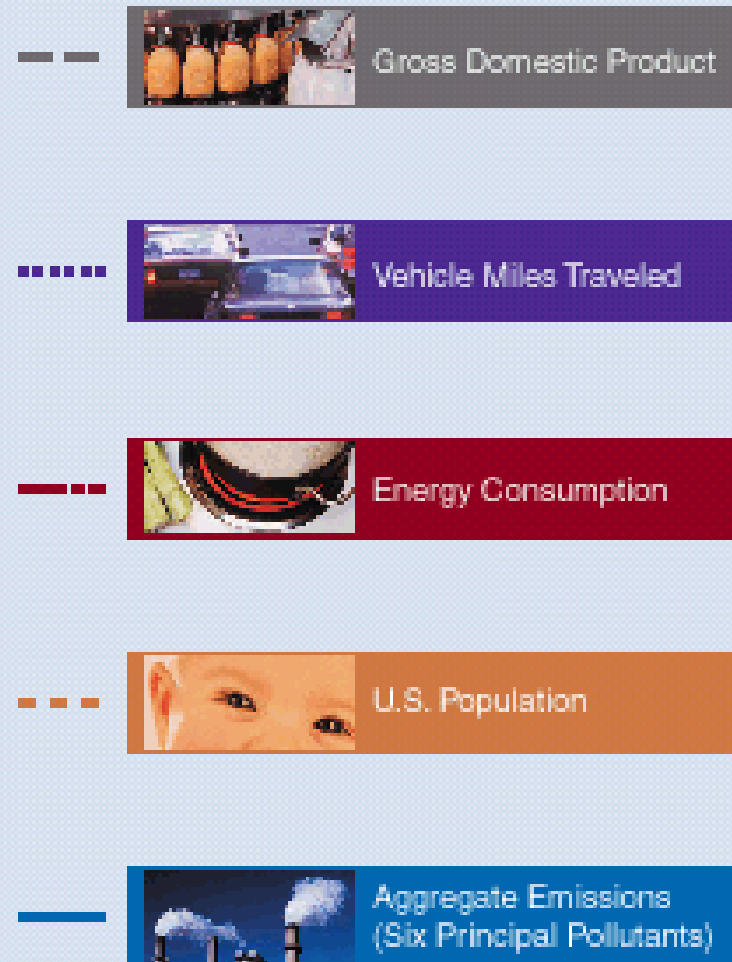 Gross Domestic Product
Vehicle Miles Traveled
Energy Consumption
U.S. Population
Aggregate Emissions
(Six Principal Pollutants)